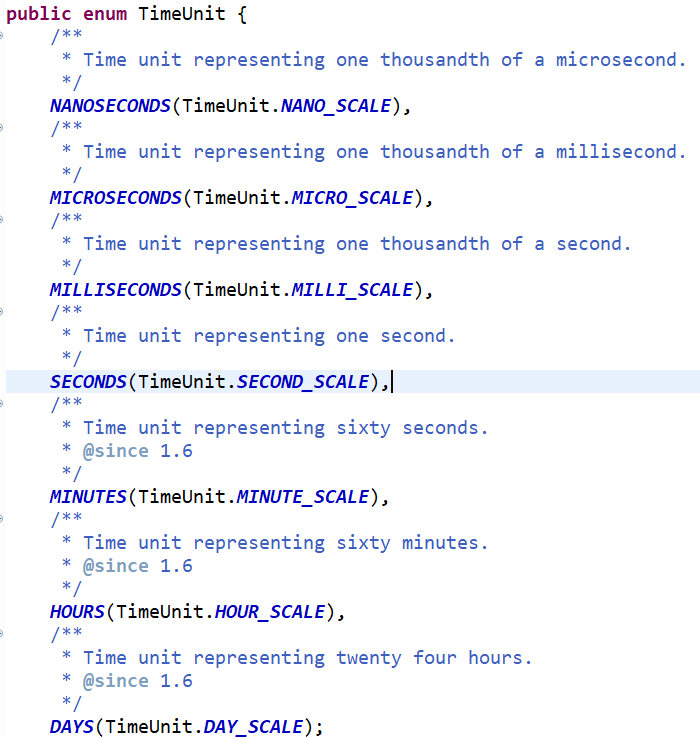 public enum TimeUnit {
/**
* Time unit representing one thousandth of a microsecond.
*/
NANOSECONDS(TimeUnit.NANO_SCALE),
/**
* Time unit representing one thousandth of a millisecond.
*/
MICROSECONDS(TimeUnit.MICRO_SCALE),
/**
* Time unit representing one thousandth of a second.
*/
MILLISECONDS(TimeUnit.MILLI_SCALE),
/**
* Time unit representing one second.
*/
SECONDS(TimeUnit.SECOND_SCALE),
/**
* Time unit representing sixty seconds.
* @since 1.6
*/
MINUTES(TimeUnit.MINUTE_SCALE),
/**
* Time unit representing sixty minutes.
* @since 1.6
*/
HOURS(TimeUnit.HOUR_SCALE),
/**
* Time unit representing twenty four hours.
* @since 1.6
*/
DAYS(TimeUnit.DAY_SCALE);